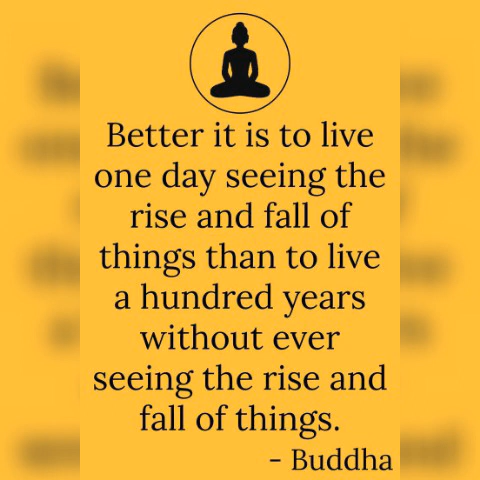 Better it is to live
one day seeing the
rise and fall of
things than to live
a hundred years
without ever
seeing the rise and
fall of things.
- Buddha